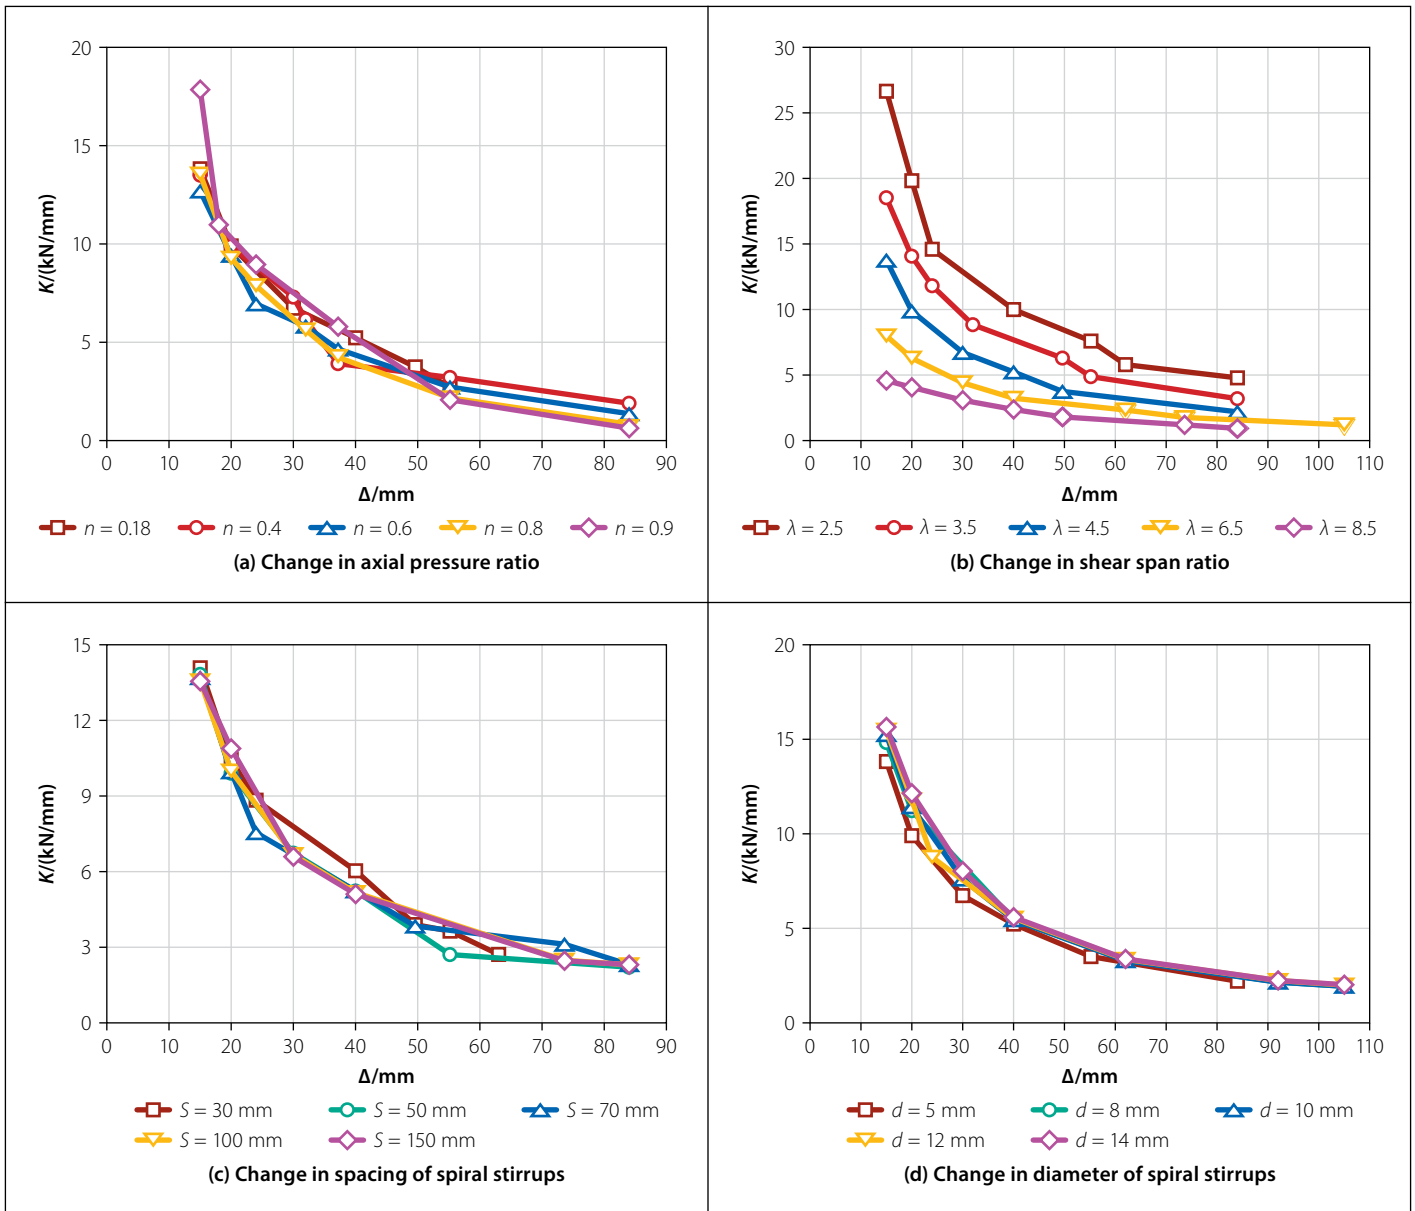 20
15
10
5
0
K/(kN/mm)
0 10 20 30 40 50 60 70 80 90
Δ/mm
n = 0.18 n = 0.4 n = 0.6 n = 0.8 n = 0.9
(a) Change in axial pressure ratio
30
25
20
15
10
5
0
K/(kN/mm)
0 10 20 30 40 50 60 70 80 90 100 110
Δ/mm
λ = 2.5 λ = 3.5 λ = 4.5 λ = 6.5 λ = 8.5
(b) Change in shear span ratio
15
12
9
6
3
0
K/(kN/mm)
0 10 20 30 40 50 60 70 80 90
Δ/mm
S = 30 mm S = 50 mm S = 70 mm
S = 100 mm S = 150 mm
(c) Change in spacing of spiral stirrups
20
15
10
5
0
K/(kN/mm)
0 10 20 30 40 50 60 70 80 90 100 110
Δ/mm
d = 5 mm d = 8 mm d = 10 mm
d = 12 mm d = 14 mm
(d) Change in diameter of spiral stirrups